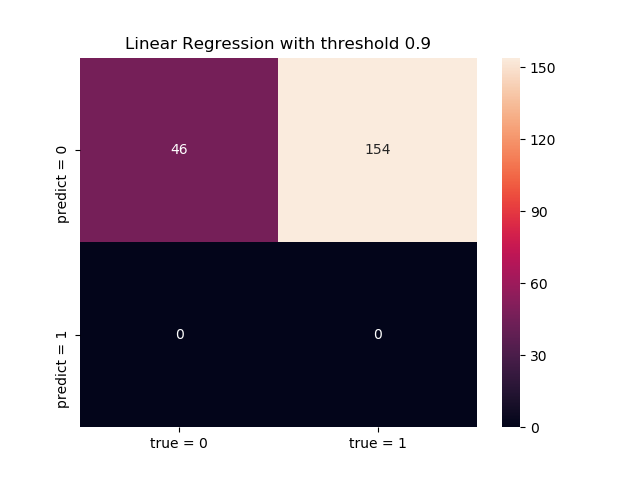 Linear Regression with threshold 0.9
predict = 0
46
154
predict = 1
0
0
true = 0
true = 1
150
120
90
60
30
0